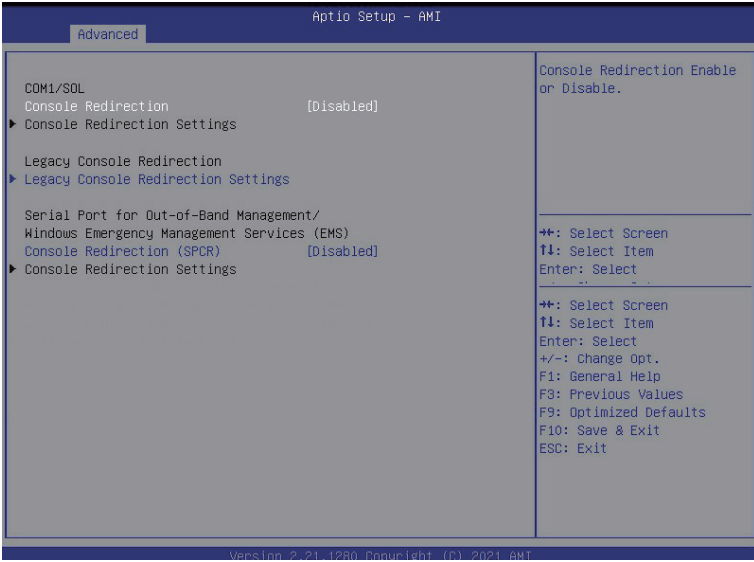 Aptio Setup - AMI
Advanced
COM1/SOL
Console Redirection [Disabled]
Console Redirection Settings
Legacy Console Redirection
Legacy Console Redirection Settings
Serial Port for Out-of-Band Management/
Windows Emergency Management Services (EMS)
Console Redirection (SPCR) [Disabled]
Console Redirection Settings
Console Redirection Enable
or Disable.
→←: Select Screen
↑↓: Select Item
Enter: Select
→←: Select Screen
↑↓: Select Item
Enter: Select
+/-: Change Opt.
F1: General Help
F3: Previous Values
F9: Optimized Defaults
F10: Save & Exit
ESC: Exit
Version 2.21.1280 Copyright (C) 2021 AMI